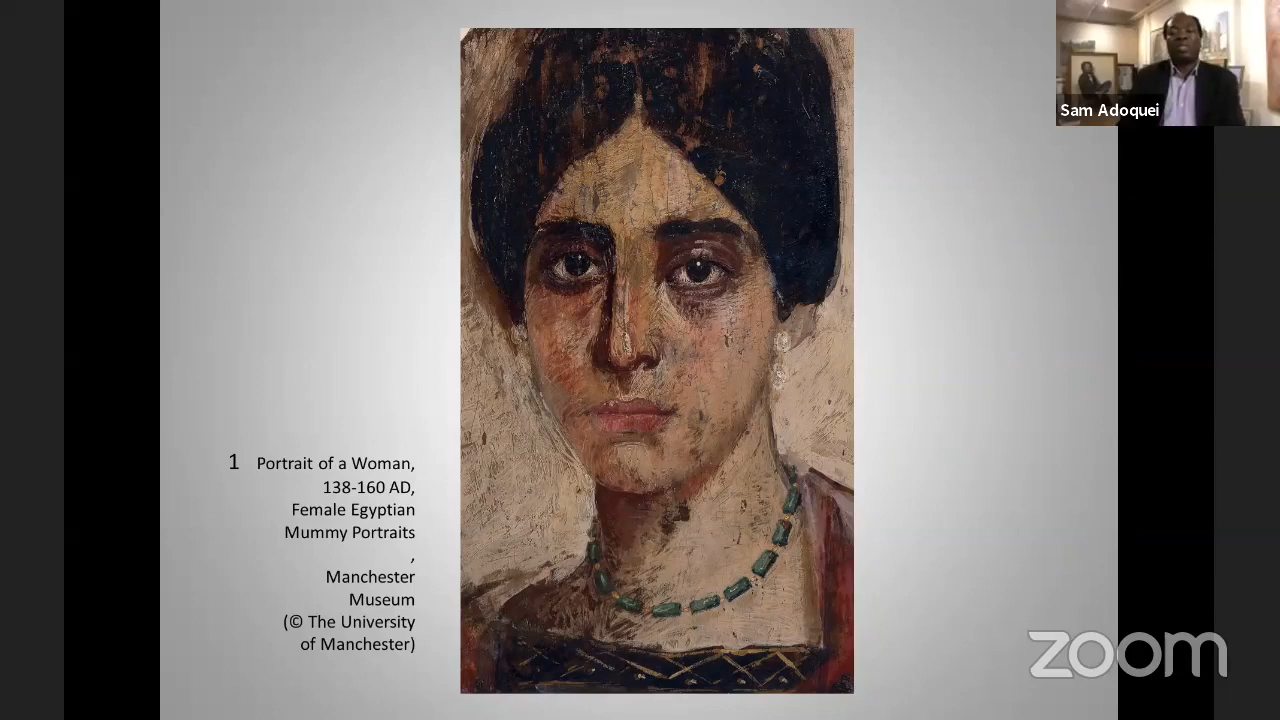 Sam Adoquei
1 Portrait of a Woman,
138-160 AD,
Female Egyptian
Mummy Portraits
,
Manchester
Museum
(© The University
of Manchester)
zoom